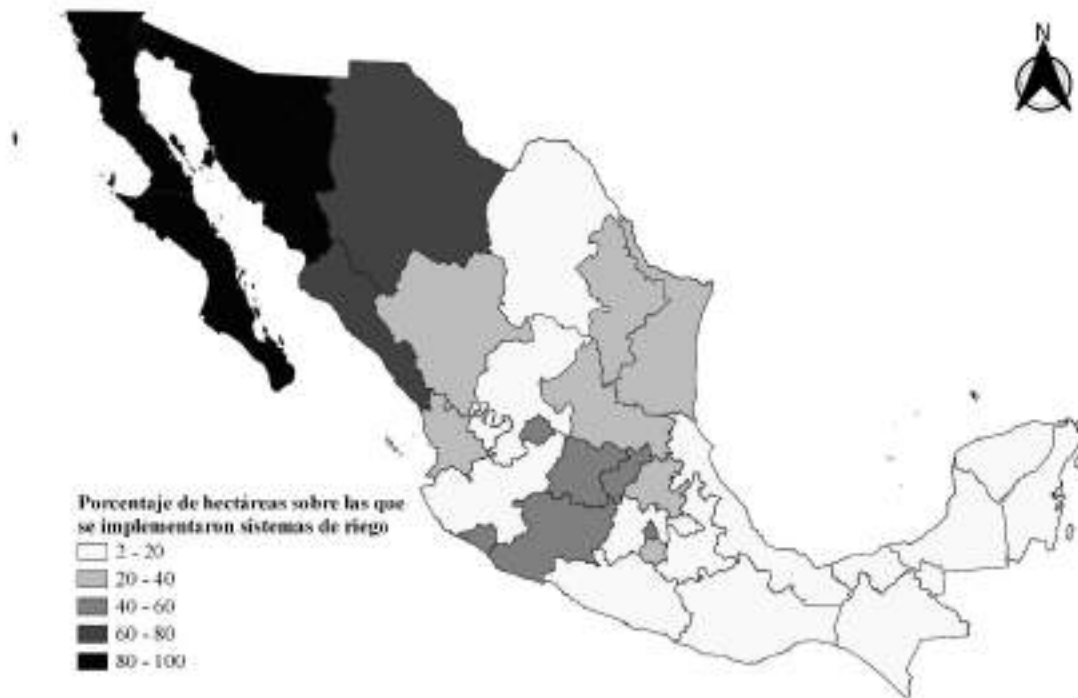 N
Porcentaje de hectáreas sobre las que
se implementaron sistemas de riego
2 - 20
20 - 40
40 - 60
60 - 80
80 - 100